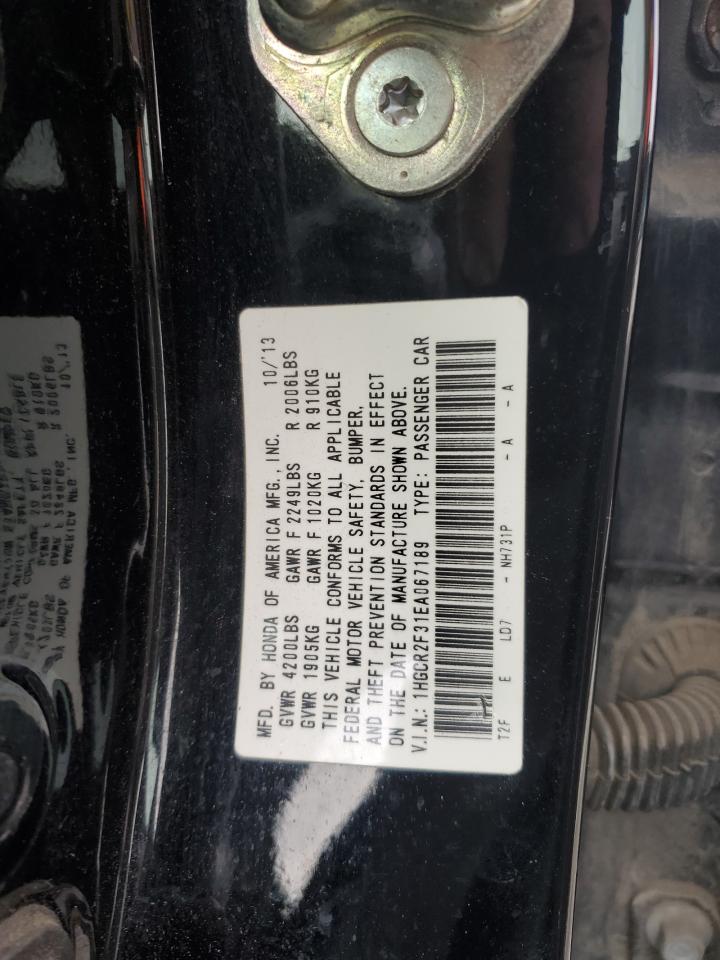 MFD. BY HONDA OF AMERICA MFG., INC. 10/'13
GVWR 4200LBS GAWR F 2249LBS R 2006LBS
GVWR 1905KG GAWR F 1020KG R 910KG
THIS VEHICLE CONFORMS TO ALL APPLICABLE
FEDERAL MOTOR VEHICLE SAFETY, BUMPER,
AND THEFT PREVENTION STANDARDS IN EFFECT
ON THE DATE OF MANUFACTURE SHOWN ABOVE.
V.I.N.: 1HGCR2F31EA067189 TYPE: PASSENGER CAR
T2F E LD7 - NH731P - A - A